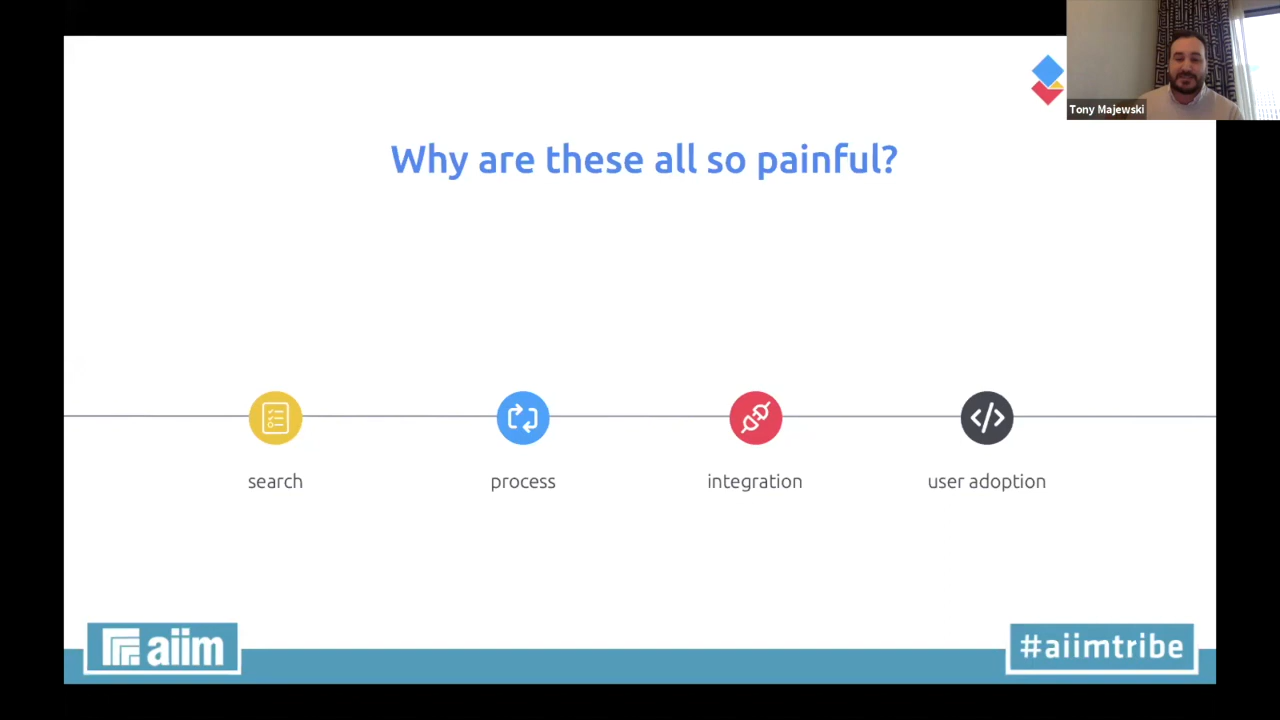 Tony Majewski
Why are these all so painful?
search
process
integration
user adoption
aiim
#aiimtribe